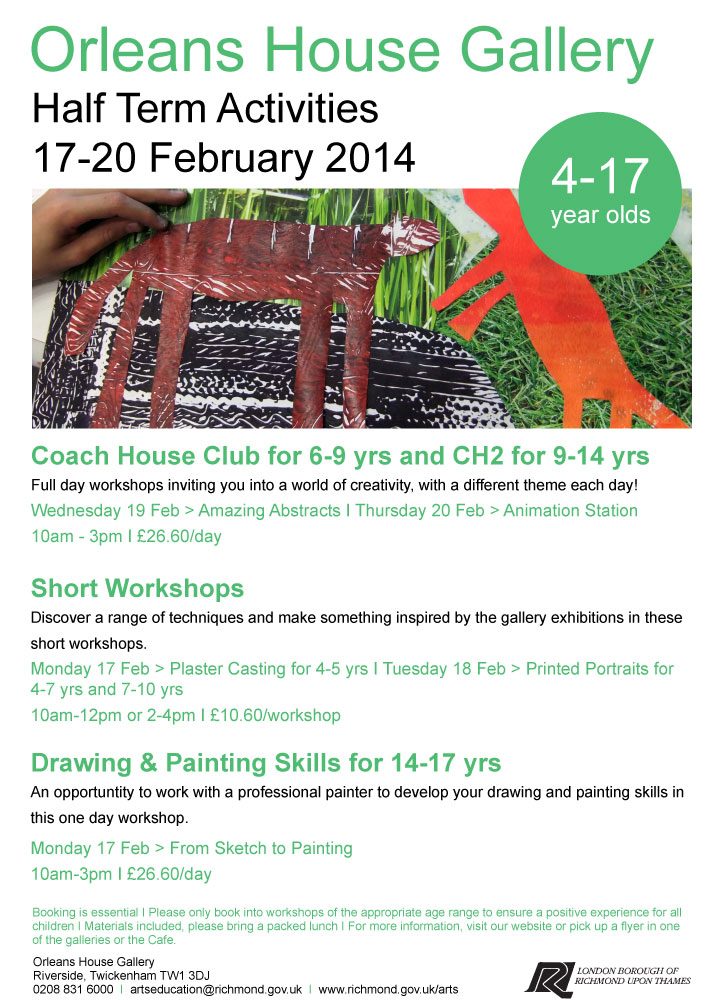 Orleans House Gallery
Half Term Activities
17-20 February 2014
4-17
year olds
Coach House Club for 6-9 yrs and CH2 for 9-14 yrs
Full day workshops inviting you into a world of creativity, with a different theme each day!
Wednesday 19 Feb > Amazing Abstracts I Thursday 20 Feb > Animation Station
10am - 3pm I £26.60/day
Short Workshops
Discover a range of techniques and make something inspired by the gallery exhibitions in these
short workshops.
Monday 17 Feb > Plaster Casting for 4-5 yrs I Tuesday 18 Feb > Printed Portraits for
4-7 yrs and 7-10 yrs
10am-12pm or 2-4pm I £10.60/workshop
Drawing & Painting Skills for 14-17 yrs
An opportuntity to work with a professional painter to develop your drawing and painting skills in
this one day workshop.
Monday 17 Feb > From Sketch to Painting
10am-3pm I £26.60/day
Booking is essential I Please only book into workshops of the appropriate age range to ensure a positive experience for all
children I Materials included, please bring a packed lunch I For more information, visit our website or pick up a flyer in one
of the galleries or the Cafe.
Orleans House Gallery
Riverside, Twickenham TW1 3DJ
0208 831 6000 I artseducation@richmond.gov.uk I www.richmond.gov.uk/arts
LONDON BOROUGH OF
RICHMOND UPON THAMES